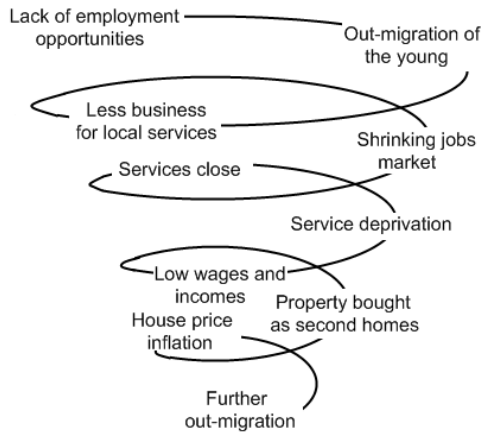 Lack of employment
opportunities
Out-migration of
the young
Less business
for local services
Shrinking jobs
market
Services close
Service deprivation
Low wages and
incomes
Property bought
as second homes
House price
inflation
Further
out-migration